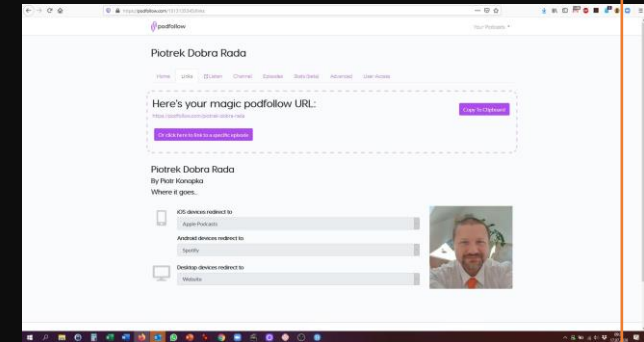 podfollow
Your Podcasts
Piotrek Dobra Rada
Home Links Listen Channel Episodes Stats (beta) Advanced User Access
Here's your magic podfollow URL:
Copy To Clipboard
https://podfollow.com/piotrek-dobra-rada
Or click here to link to a specific episode
Piotrek Dobra Rada
By Piotr Konopka
Where it goes...
iOS devices redirect to
Apple Podcasts
Android devices redirect to
Spotify
Desktop devices redirect to
Website